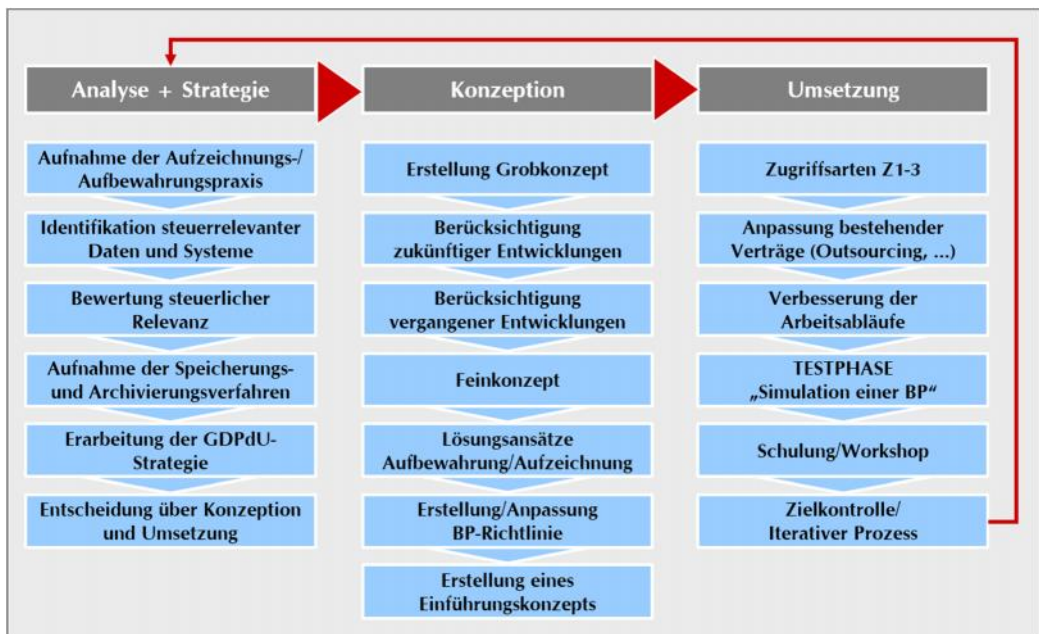 Analyse + Strategie
Aufnahme der Aufzeichnungs-/
Aufbewahrungspraxis
Identifikation steuerrelevanter
Daten und Systeme
Bewertung steuerlicher
Relevanz
Aufnahme der Speicherungs-
und Archivierungsverfahren
Erarbeitung der GDPdU-
Strategie
Entscheidung über Konzeption
und Umsetzung
Konzeption
Erstellung Grobkonzept
Berücksichtigung
zukünftiger Entwicklungen
Berücksichtigung
vergangener Entwicklungen
Feinkonzept
Lösungsansätze
Aufbewahrung/Aufzeichnung
Erstellung/Anpassung
BP-Richtlinie
Erstellung eines
Einführungskonzepts
Umsetzung
Zugriffsarten Z1-3
Anpassung bestehender
Verträge (Outsourcing, ...)
Verbesserung der
Arbeitsabläufe
TESTPHASE
„Simulation einer BP“
Schulung/Workshop
Zielkontrolle/
Iterativer Prozess